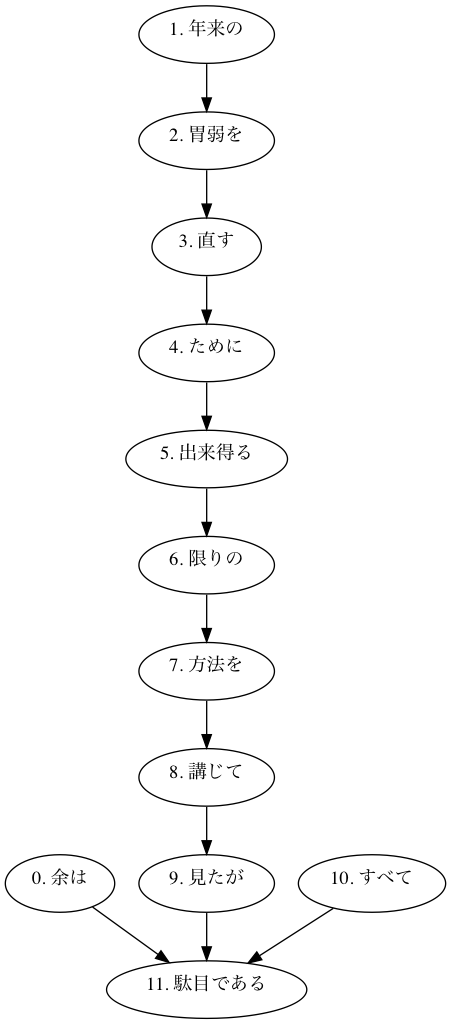 1. 年来の
2. 胃弱を
3. 直す
4. ために
5. 出来得る
6. 限りの
7. 方法を
8. 講じて
0. 余は
9. 見たが
10. すべて
11. 駄目である